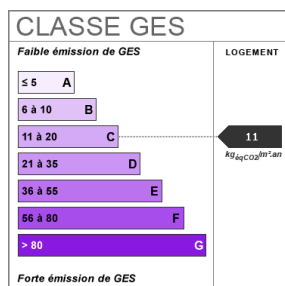 CLASSE GES
Faible émission de GES
LOGEMENT
≤ 5 A
6 à 10 B
11 à 20 C
11
kgéqCO2/m².an
21 à 35 D
36 à 55 E
56 à 80 F
> 80 G
Forte émission de GES